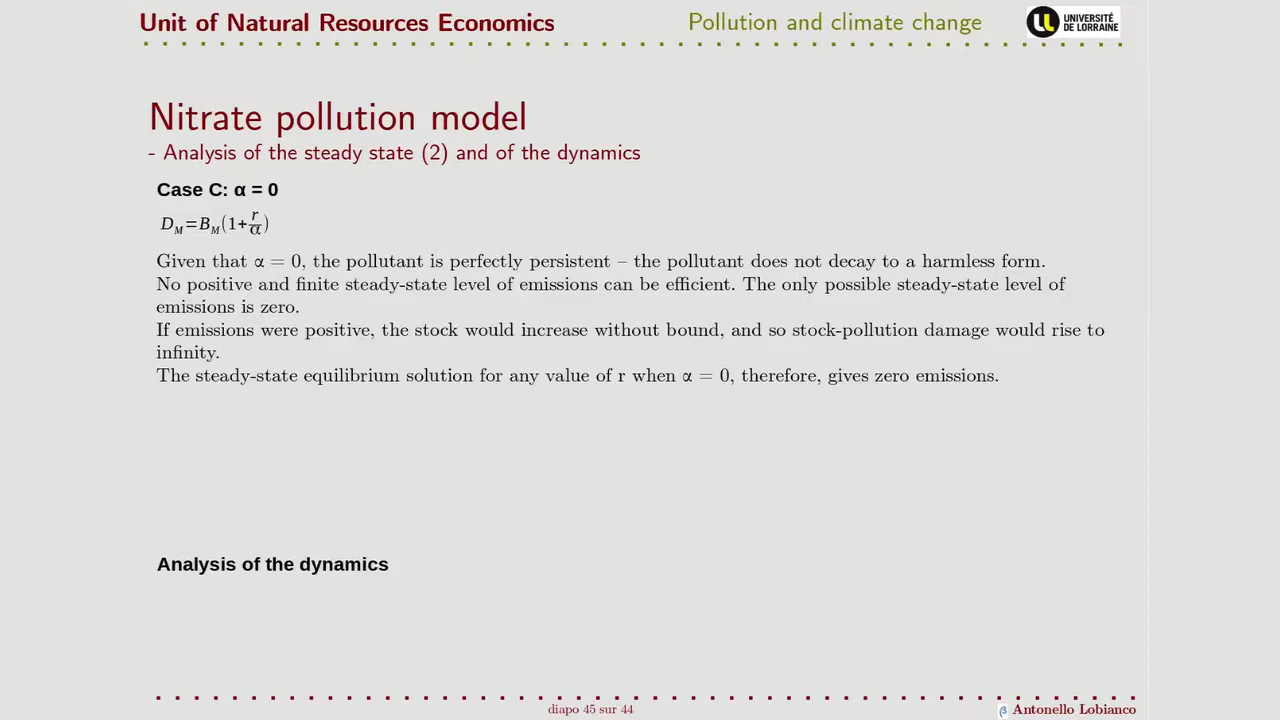 Unit of Natural Resources Economics
Pollution and climate change
UNIVERSITÉ
DE LORRAINE
Nitrate pollution model
- Analysis of the steady state (2) and of the dynamics
Case C: α = 0
D_M=B_M(1+r/α)
Given that α = 0, the pollutant is perfectly persistent – the pollutant does not decay to a harmless form.
No positive and finite steady-state level of emissions can be efficient. The only possible steady-state level of
emissions is zero.
If emissions were positive, the stock would increase without bound, and so stock-pollution damage would rise to
infinity.
The steady-state equilibrium solution for any value of r when α = 0, therefore, gives zero emissions.
Analysis of the dynamics
diapo 45 sur 44
β Antonello Lobianco